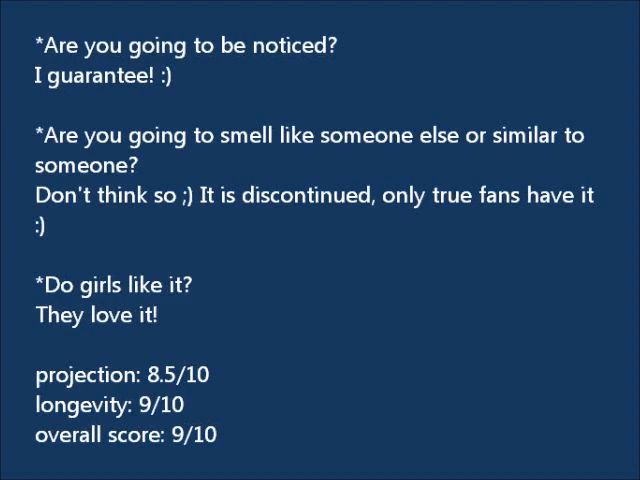 *Are you going to be noticed?
I guarantee! :)
*Are you going to smell like someone else or similar to
someone?
Don't think so ;) It is discontinued, only true fans have it
:)
*Do girls like it?
They love it!
projection: 8.5/10
longevity: 9/10
overall score: 9/10